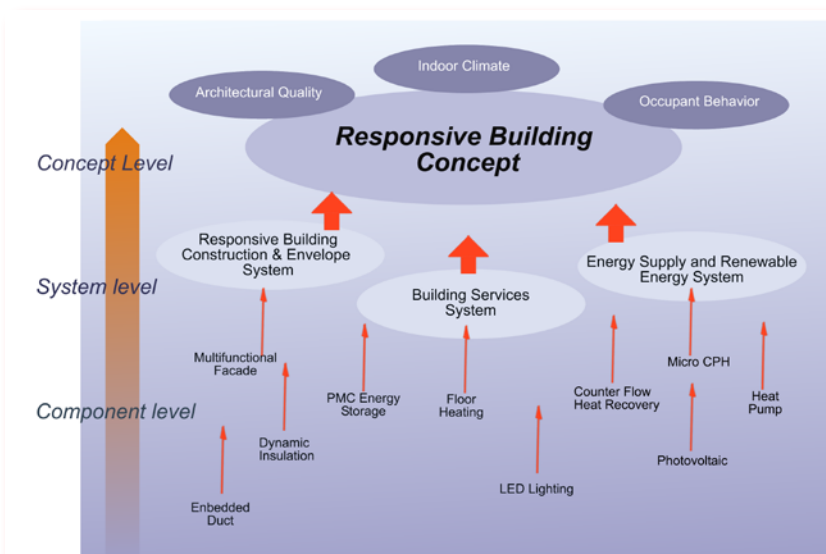 Indoor Climate
Architectural Quality
Occupant Behavior
Responsive Building
Concept
Concept Level
Responsive Building
Construction & Envelope
System
Energy Supply and Renewable
Energy System
System level
Building Services
System
Multifunctional
Facade
Micro CPH
PMC Energy
Storage
Floor
Heating
Counter Flow
Heat Recovery
Heat
Pump
Component level
Dynamic
Insulation
Photovoltaic
LED Lighting
Enbedded
Duct